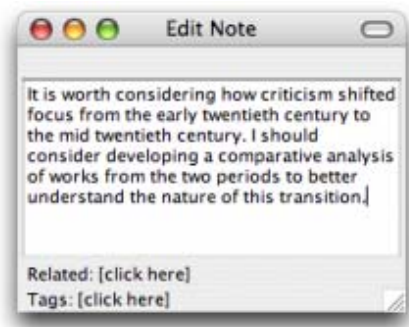 Edit Note
It is worth considering how criticism shifted
focus from the early twentieth century to
the mid twentieth century. I should
consider developing a comparative analysis
of works from the two periods to better
understand the nature of this transition.
Related: [click here]
Tags: [click here]